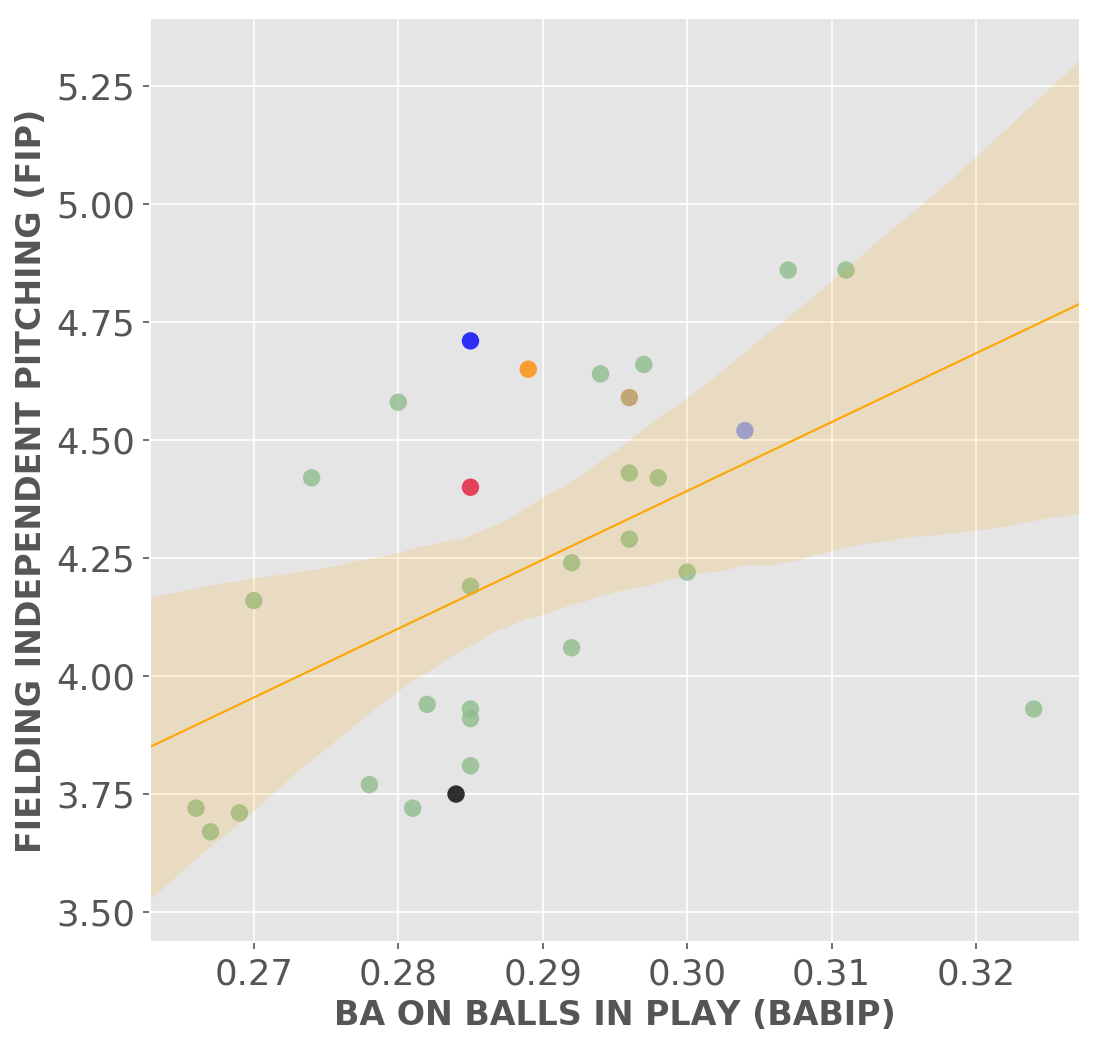 FIELDING INDEPENDENT PITCHING (FIP)
5.25
5.00
4.75
4.50
4.25
4.00
3.75
3.50
0.27 0.28 0.29 0.30 0.31 0.32
BA ON BALLS IN PLAY (BABIP)